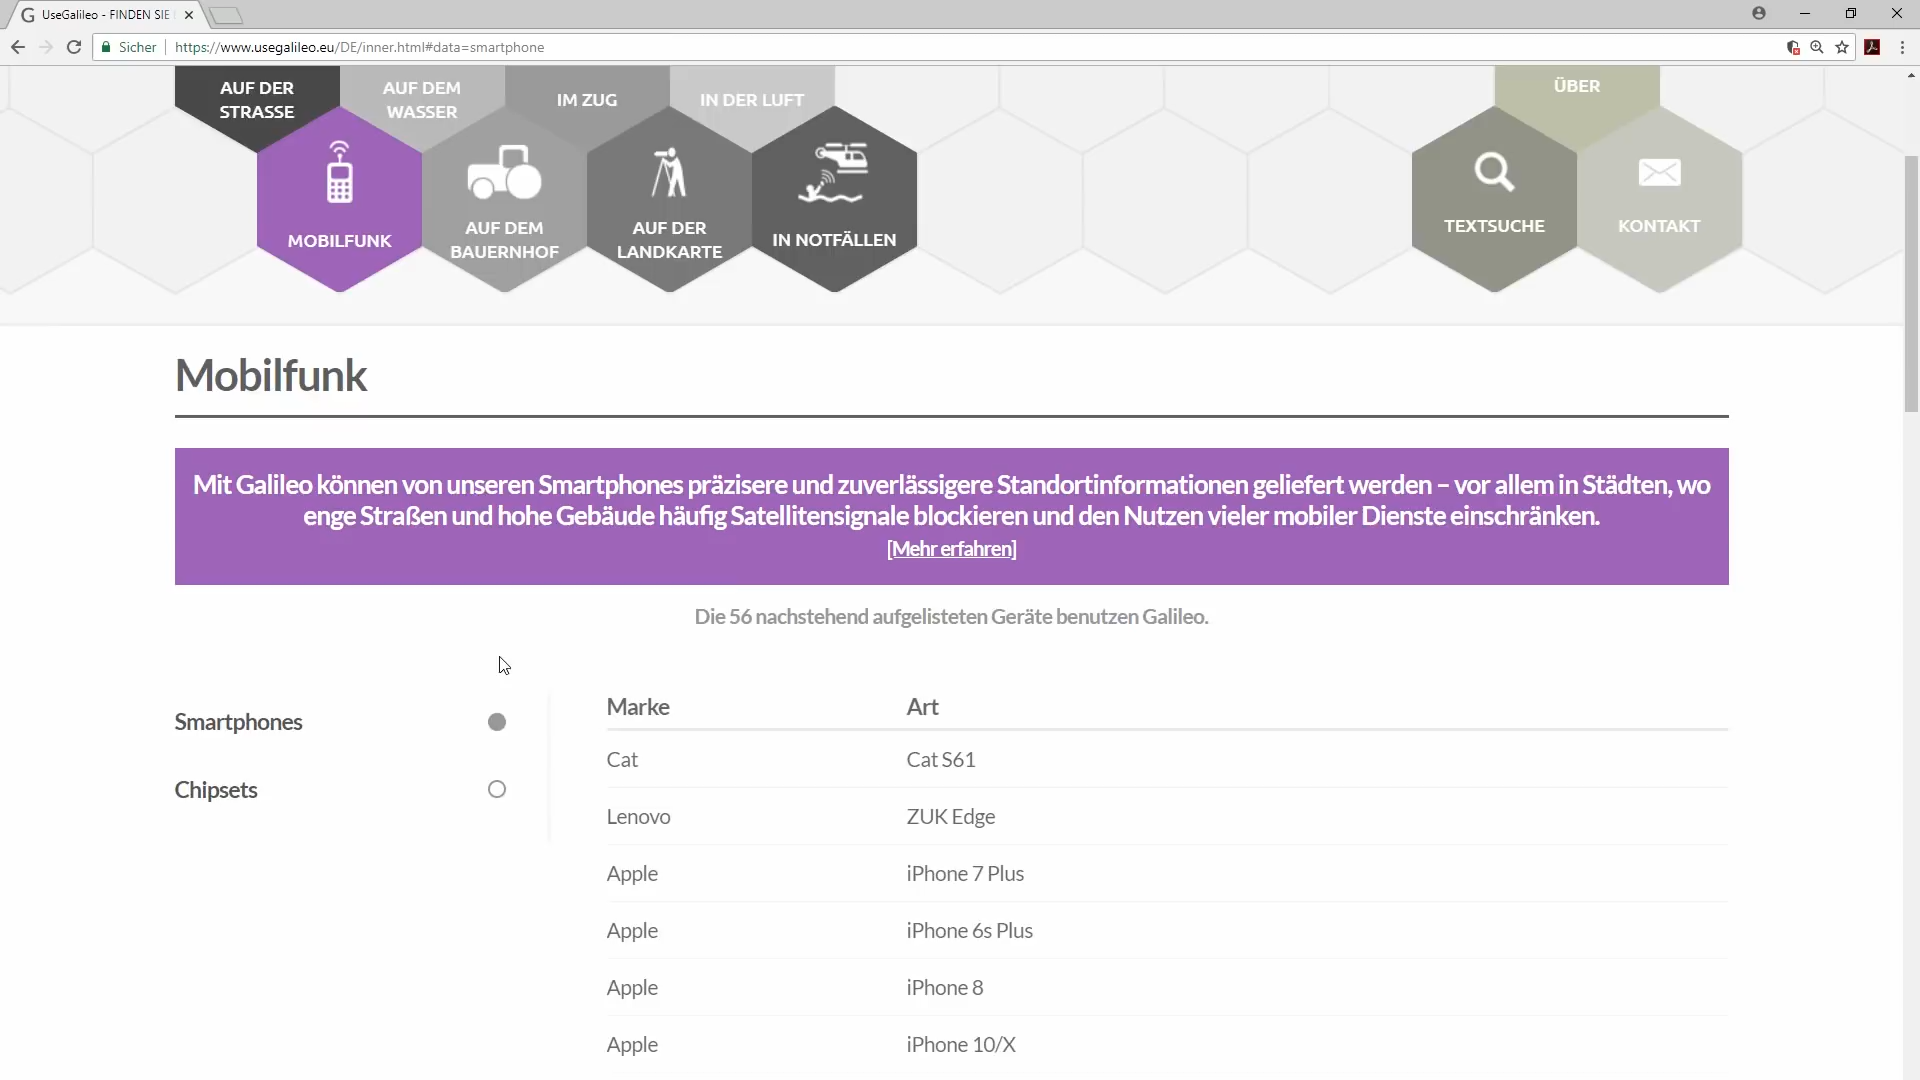 UseGalileo - FINDEN SIE
Sicher
https://www.usegalileo.eu/DE/inner.html#data=smartphone
AUF DER
STRASSE
AUF DEM
WASSER
IM ZUG
IN DER LUFT
ÜBER
MOBILFUNK
AUF DEM
BAUERNHOF
AUF DER
LANDKARTE
IN NOTFÄLLEN
TEXTSUCHE
KONTAKT
Mobilfunk
Mit Galileo können von unseren Smartphones präzisere und zuverlässigere Standortinformationen geliefert werden – vor allem in Städten, wo
enge Straßen und hohe Gebäude häufig Satellitensignale blockieren und den Nutzen vieler mobiler Dienste einschränken.
[Mehr erfahren]
Die 56 nachstehend aufgelisteten Geräte benutzen Galileo.
Smartphones
Chipsets
Marke Art
Cat Cat S61
Lenovo ZUK Edge
Apple iPhone 7 Plus
Apple iPhone 6s Plus
Apple iPhone 8
Apple iPhone 10/X